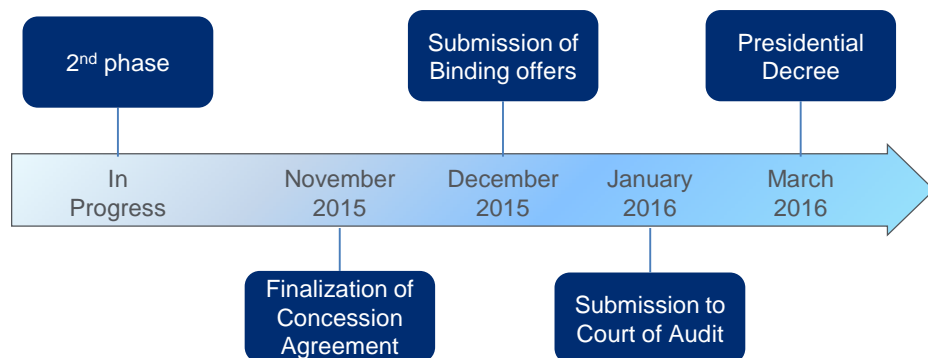 2nd phase
Submission of
Binding offers
Presidential
Decree
In
Progress
November
2015
December
2015
January
2016
March
2016
Finalization of
Concession
Agreement
Submission to
Court of Audit